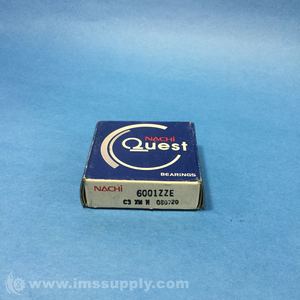 NACHi
Quest
BEARINGS
NACHi 6001ZZE
C3
© www.imssupply.com